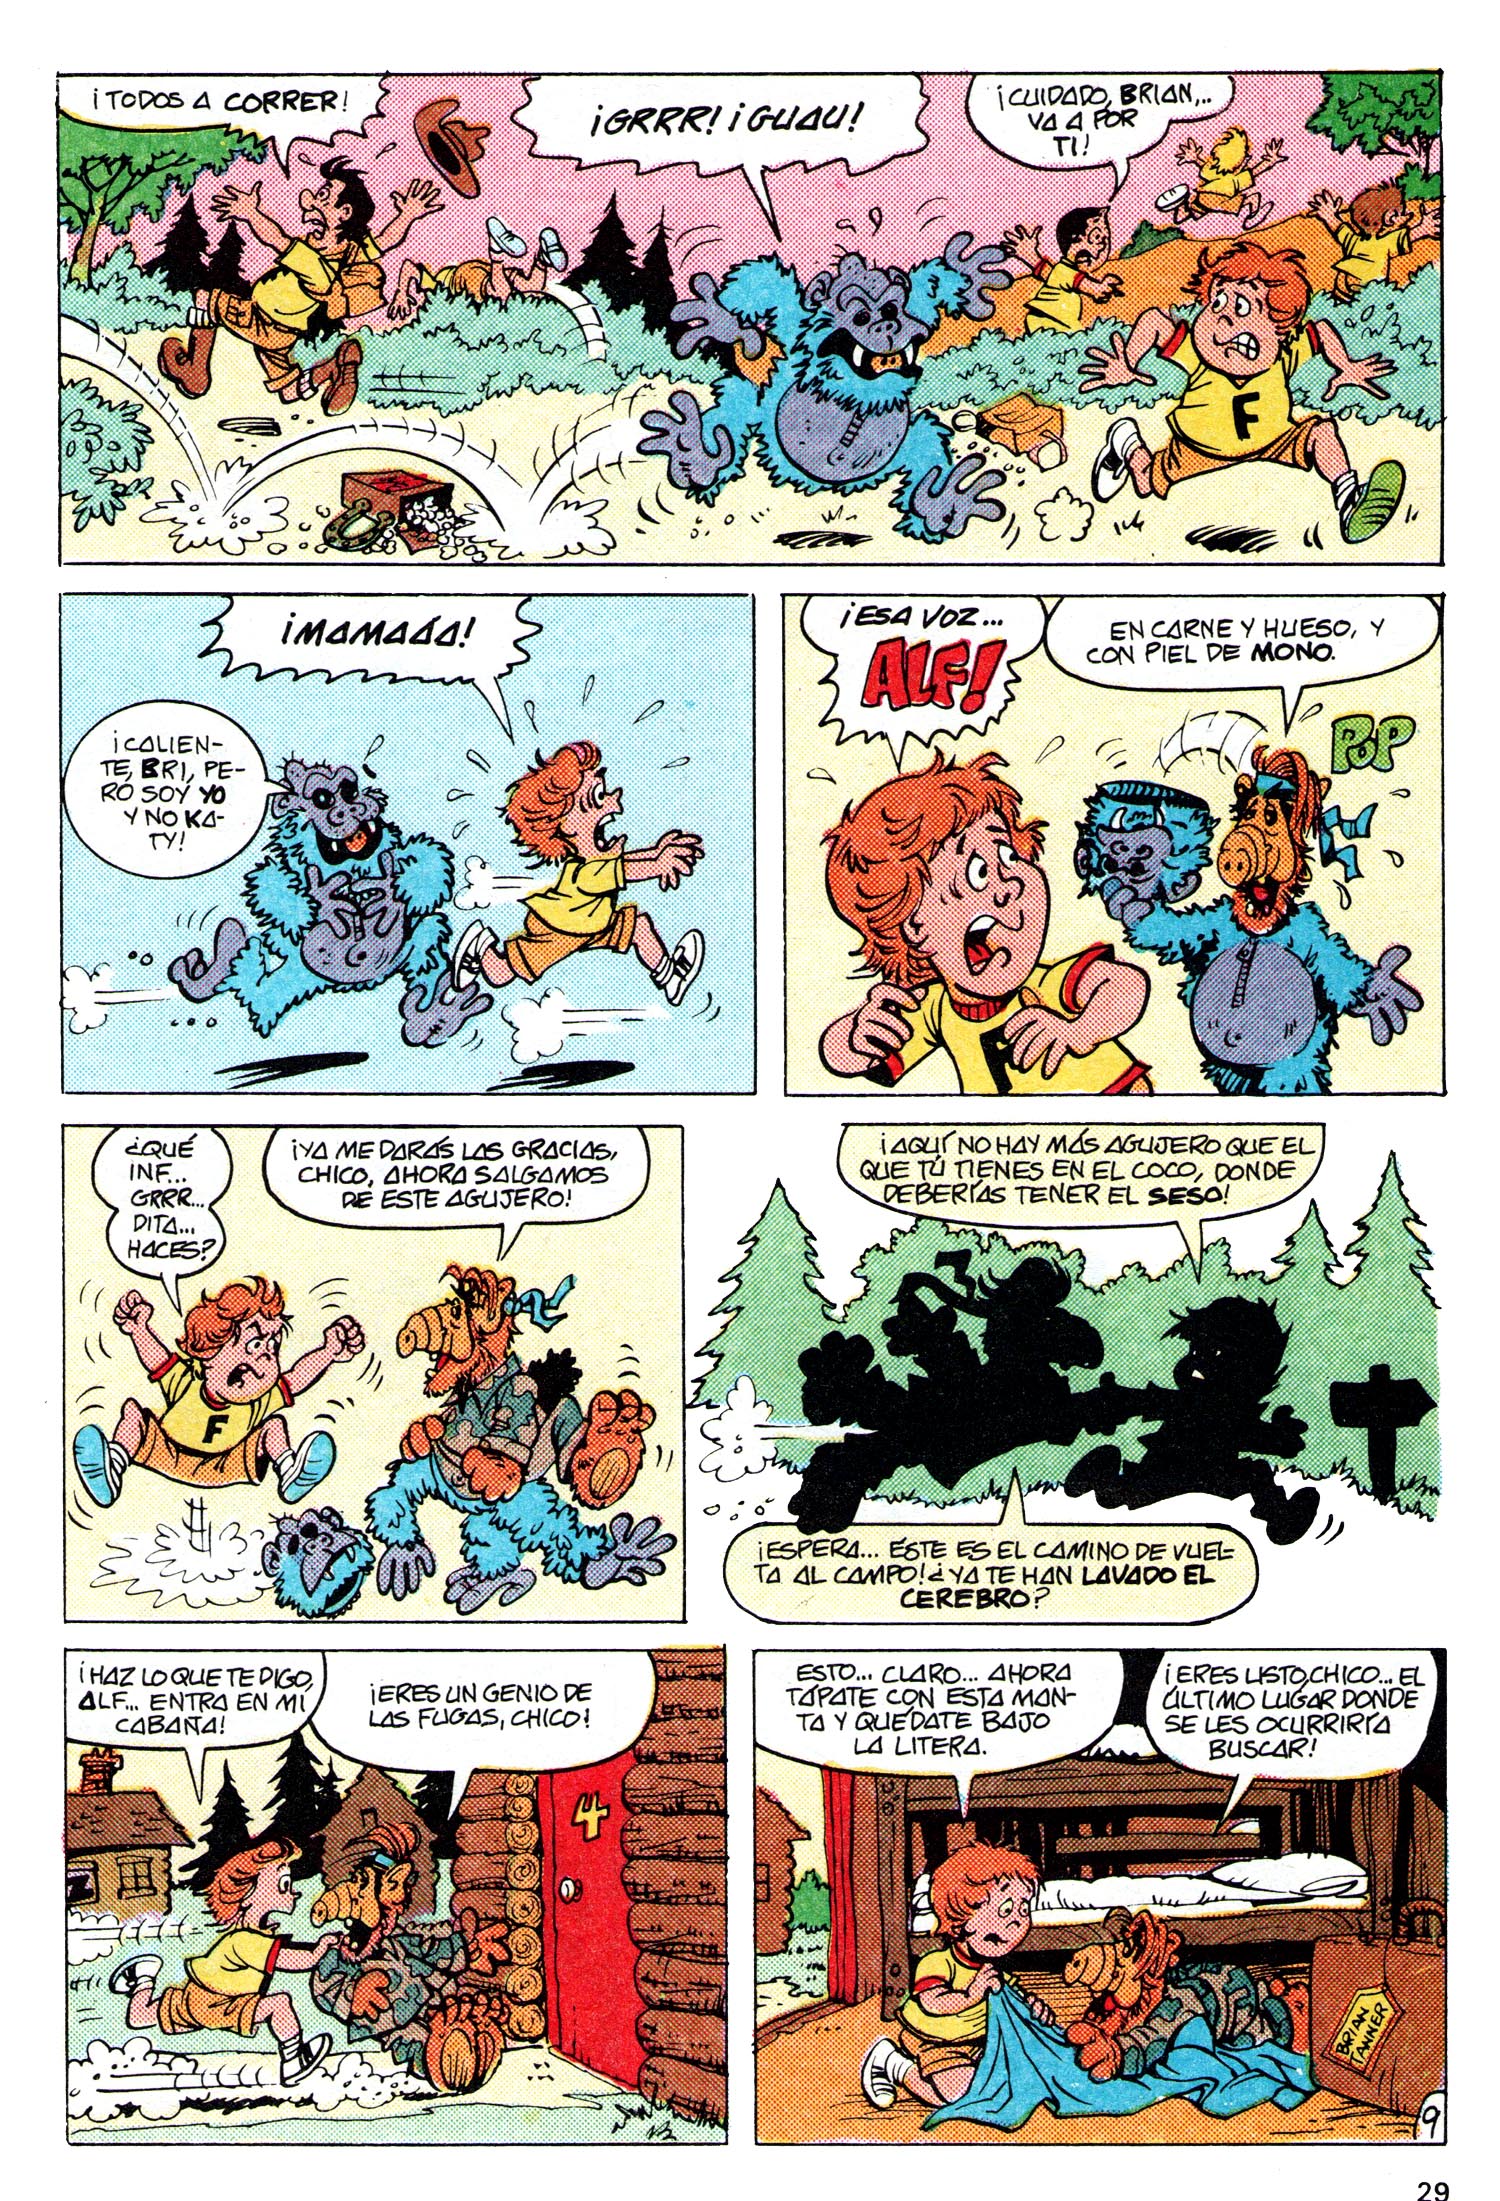 ¡TODOS A CORRER!
¡GRRR! ¡GUAU!
¡CUIDADO, BRIAN,..
VA A POR
TI!
F
¡MAMAÁA!
¡CALIEN-
TE, BRI, PE-
RO SOY YO
Y NO KA-
TY!
¡ESA VOZ...
ALF!
EN CARNE Y HUESO, Y
CON PIEL DE MONO.
POP
F
¿QUÉ
INF...
GRRR...
DITA...
HACES?
¡YA ME DARÁS LAS GRACIAS,
CHICO, AHORA SALGAMOS
DE ESTE AGUJERO!
F
¡AQUÍ NO HAY MÁS AGUJERO QUE EL
QUE TÚ TIENES EN EL COCO, DONDE
DEBERÍAS TENER EL SESO!
¡ESPERA... ESTE ES EL CAMINO DE VUEL-
TA AL CAMPO! ¿YA TE HAN LAVADO EL
CEREBRO?
¡HAZ LO QUE TE DIGO,
ALF... ENTRA EN MI
CABAÑA!
¡ERES UN GENIO DE
LAS FUGAS, CHICO!
4
ESTO... CLARO... AHORA
TÁPATE CON ESTA MAN-
TA Y QUÉDATE BAJO
LA LITERA.
¡ERES LISTO, CHICO... EL
ÚLTIMO LUGAR DONDE
SE LES OCURRIRÍA
BUSCAR!
BRIAN
TANNER
9
29